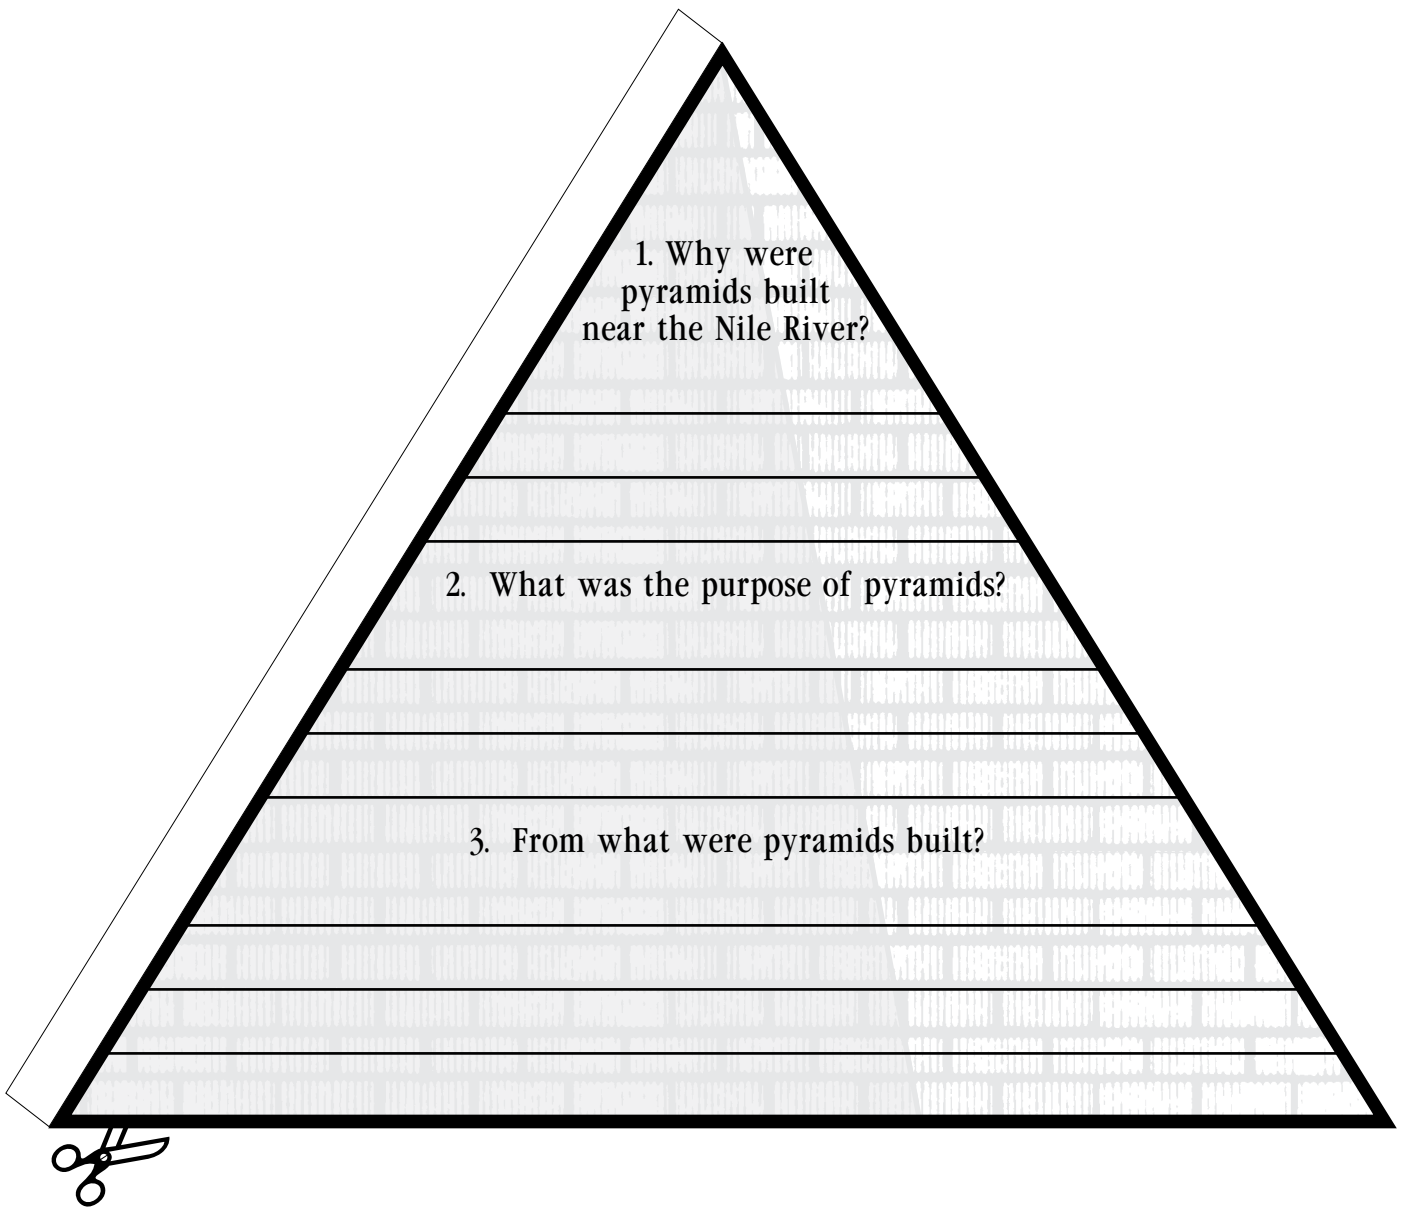 1. Why were
pyramids built
near the Nile River?
2. What was the purpose of pyramids?
3. From what were pyramids built?